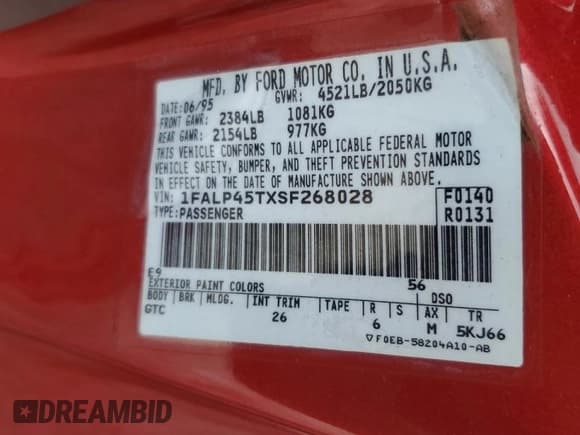 MFD. BY FORD MOTOR CO. IN U.S.A.
DATE: 06/95 GVWR: 4521LB/2050KG
FRONT GAWR: 2384LB 1081KG
REAR GAWR: 2154LB 977KG
THIS VEHICLE CONFORMS TO ALL APPLICABLE FEDERAL MOTOR
VEHICLE SAFETY, BUMPER, AND THEFT PREVENTION STANDARDS
IN EFFECT ON THE DATE OF MANUFACTURE SHOWN ABOVE.
VIN: 1FALP45TXSF268028 F0140
TYPE: PASSENGER R0131
E9 56
EXTERIOR PAINT COLORS DSO
BODY BRK MLDG. INT TRIM TAPE R S AX TR
GTC 26 6 M 5KJ66
▽F0EB-58204A10-AB
DREAMBID